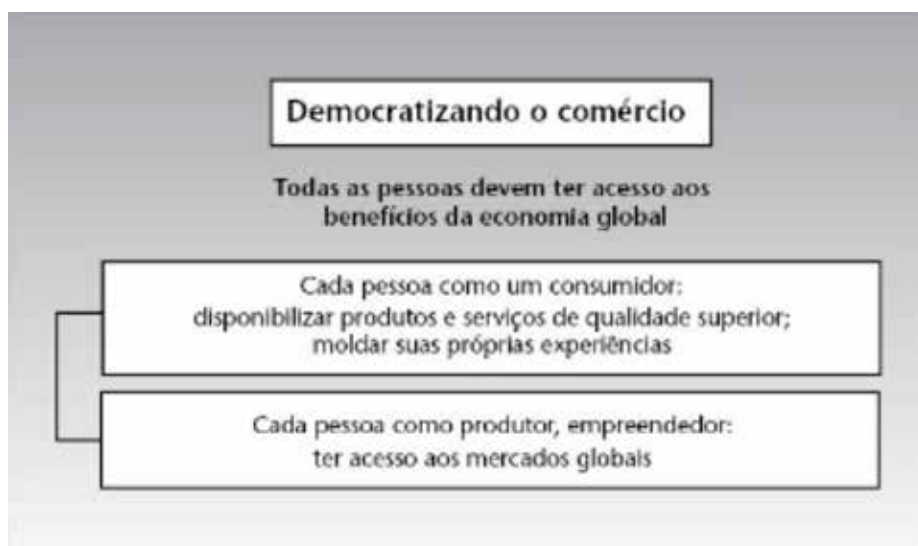 Democratizando o comércio
Todas as pessoas devem ter acesso aos
benefícios da economia global
Cada pessoa como um consumidor:
disponibilizar produtos e serviços de qualidade superior;
moldar suas próprias experiências
Cada pessoa como produtor, empreendedor:
ter acesso aos mercados globais